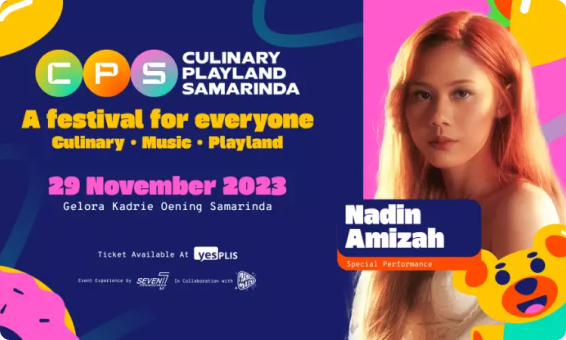 CPS
CULINARY
PLAYLAND
SAMARINDA
A festival for everyone
Culinary • Music • Playland
29 November 2023
Gelora Kadrie Oening Samarinda
Ticket Available At yesPLIS
Event Experience by SEVEN In Collaboration with
Nadin
Amizah
Special Performance